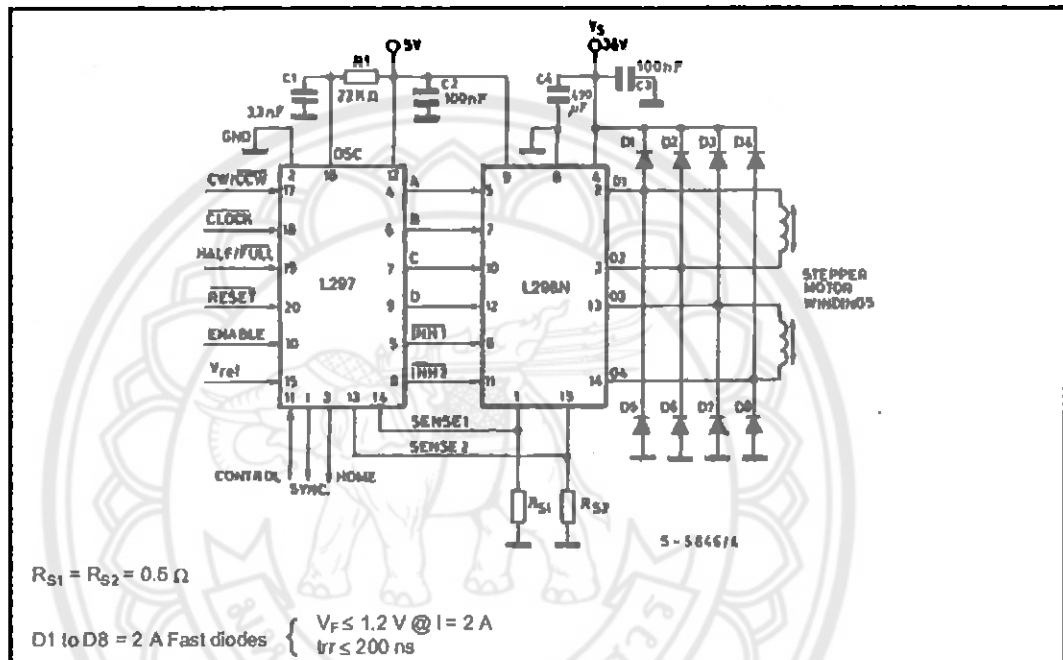 5V
Vs
36V
R1
22KΩ
C1
3.3nF
C2
100nF
C4
470
µF
100nF
C3
GND
OSC
D1 D2 D3 D4
2 16 12
9 8 4
CW/CCW 17
4 A 5
2 O1
CLOCK 18
6 B 7
HALF/FULL 19
7 C 10
3 O2
L297
L298N
STEPPER
MOTOR
WINDINGS
RESET 20
9 D 12
13 O3
ENABLE 10
5 INH1 6
Vref 15
8 INH2 11
14 O4
11 1 3 13 14
1 15
D5 D6 D7 D8
SENSE1
SENSE 2
CONTROL
SYNC.
HOME
RS1
RS2
S-5846/4
RS1 = RS2 = 0.5 Ω
D1 to D8 = 2 A Fast diodes { VF ≤ 1.2 V @ I = 2 A
trr ≤ 200 ns